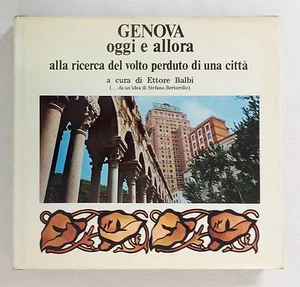 GENOVA
oggi e allora
alla ricerca del volto perduto di una città
a cura di Ettore Balbi
(...da un'idea di Stefano Bertorello)